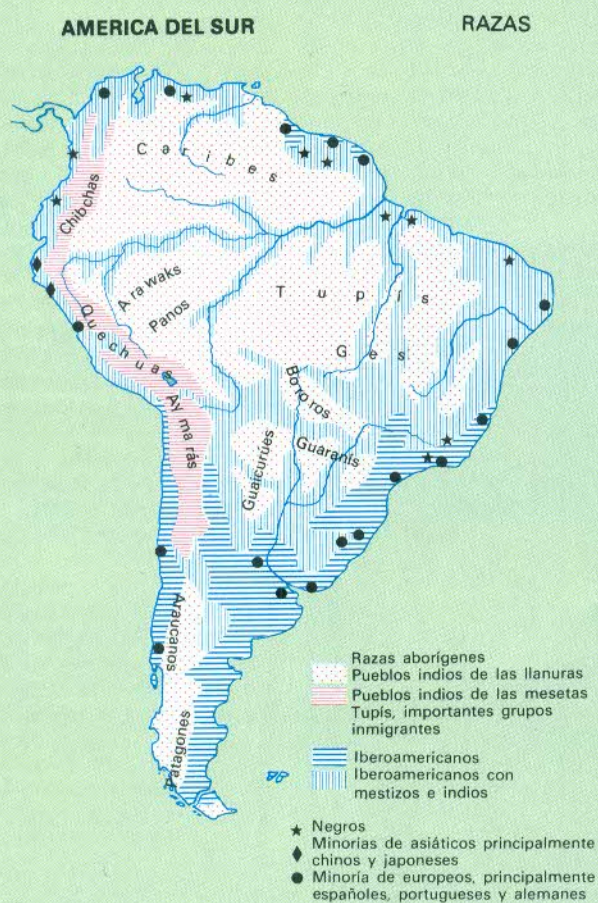 AMERICA DEL SUR
RAZAS
Caribes
Chibchas
Arawaks
Panos
Tupís
Ges
Quechuas
Aymarás
Bororos
Guaicurúes
Guaranís
Araucanos
Patagones
Razas aborígenes
Pueblos indios de las llanuras
Pueblos indios de las mesetas
Tupís, importantes grupos
inmigrantes
Iberoamericanos
Iberoamericanos con
mestizos e indios
Negros
Minorias de asiáticos principalmente
chinos y japoneses
Minoría de europeos, principalmente
españoles, portugueses y alemanes